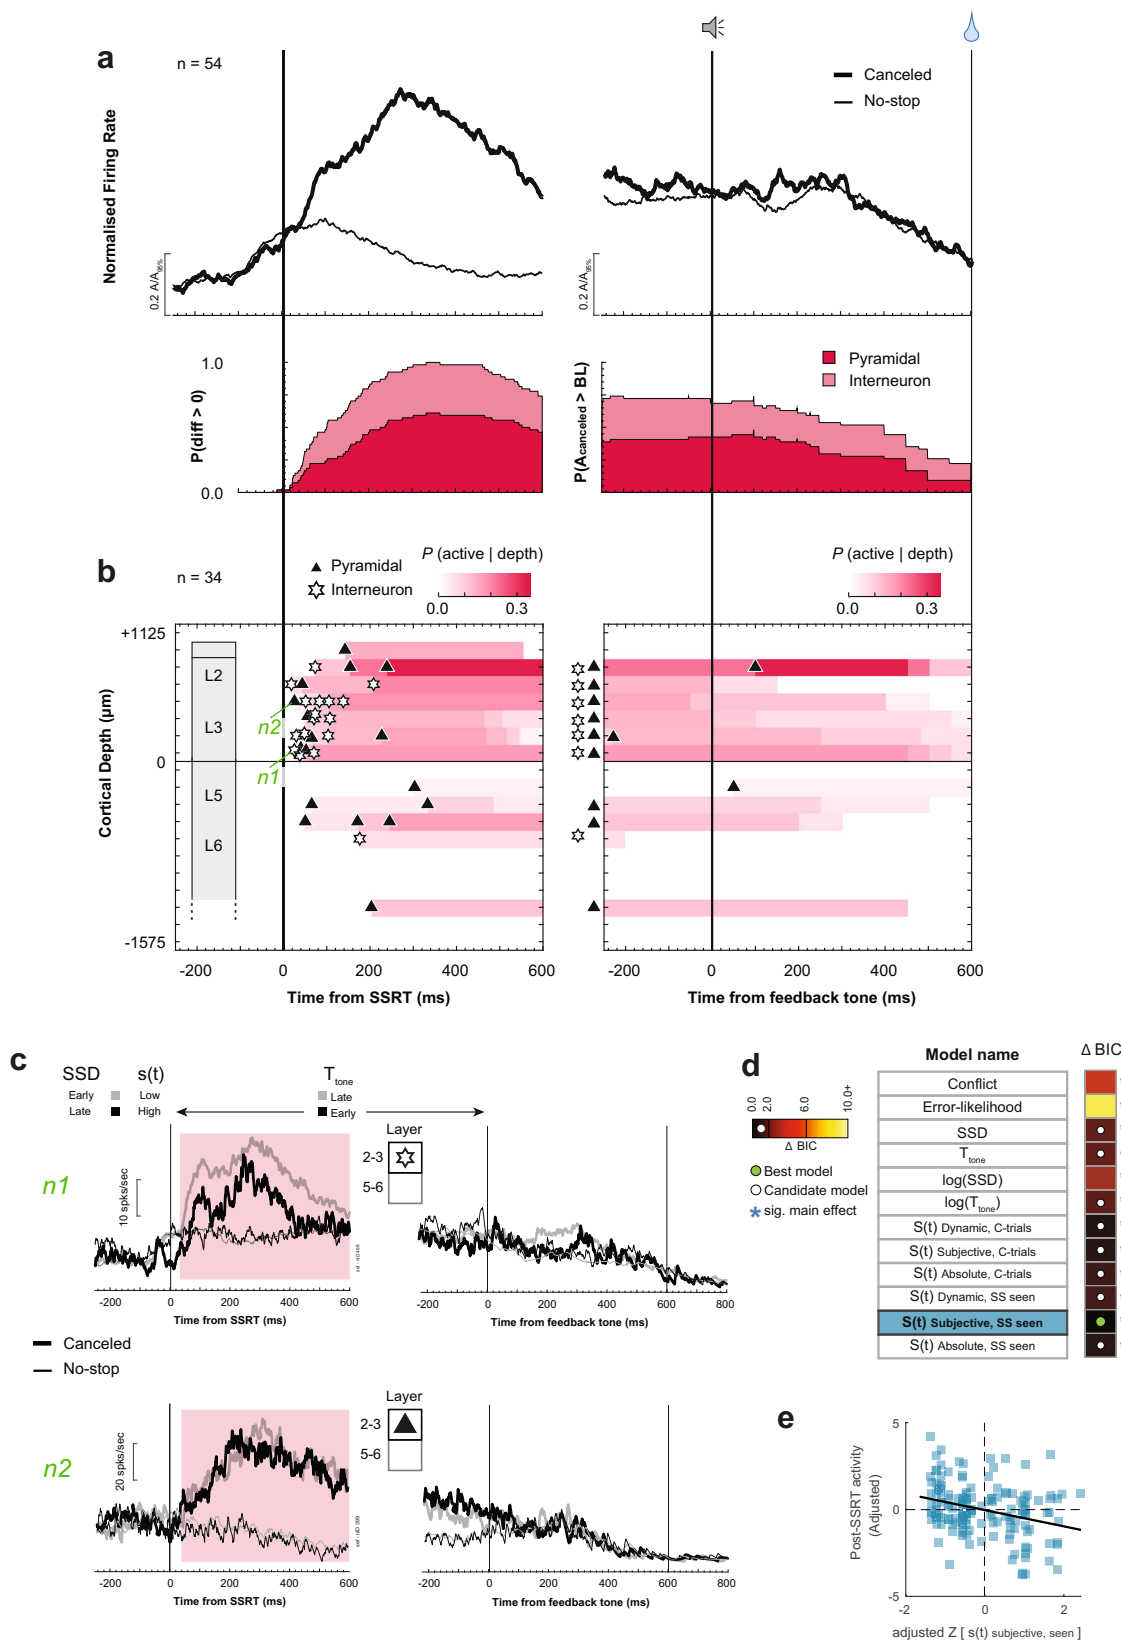 a
n = 54
Canceled
No-stop
Normalised Firing Rate
0.2 A/A95%
0.2 A/A95%
Pyramidal
Interneuron
1.0
0.0
P(diff > 0)
P(Acanceled > BL)
b
n = 34
Pyramidal
Interneuron
P (active | depth)
0.0 0.3
P (active | depth)
0.0 0.3
+1125
0
-1575
Cortical Depth (µm)
L2
L3
L5
L6
n2
n1
-200 0 200 400 600
Time from SSRT (ms)
-200 0 200 400 600
Time from feedback tone (ms)
c
SSD s(t) Ttone
Early Low Late
Late High Early
n1
10 spks/sec
Layer
2-3
5-6
-200 0 200 400 600
Time from SSRT (ms)
-200 0 200 400 600 800
Time from feedback tone (ms)
Canceled
No-stop
n2
20 spks/sec
Layer
2-3
5-6
-200 0 200 400 600
Time from SSRT (ms)
-200 0 200 400 600 800
Time from feedback tone (ms)
d
0.0 2.0 6.0 10.0+
Δ BIC
Best model
Candidate model
* sig. main effect
Model name Δ BIC
Conflict
Error-likelihood
SSD
Ttone
log(SSD)
log(Ttone)
S(t) Dynamic, C-trials
S(t) Subjective, C-trials
S(t) Absolute, C-trials
S(t) Dynamic, SS seen
S(t) Subjective, SS seen
S(t) Absolute, SS seen
e
5
0
-5
Post-SSRT activity
(Adjusted)
-2 0 2
adjusted Z [ s(t) subjective, seen ]